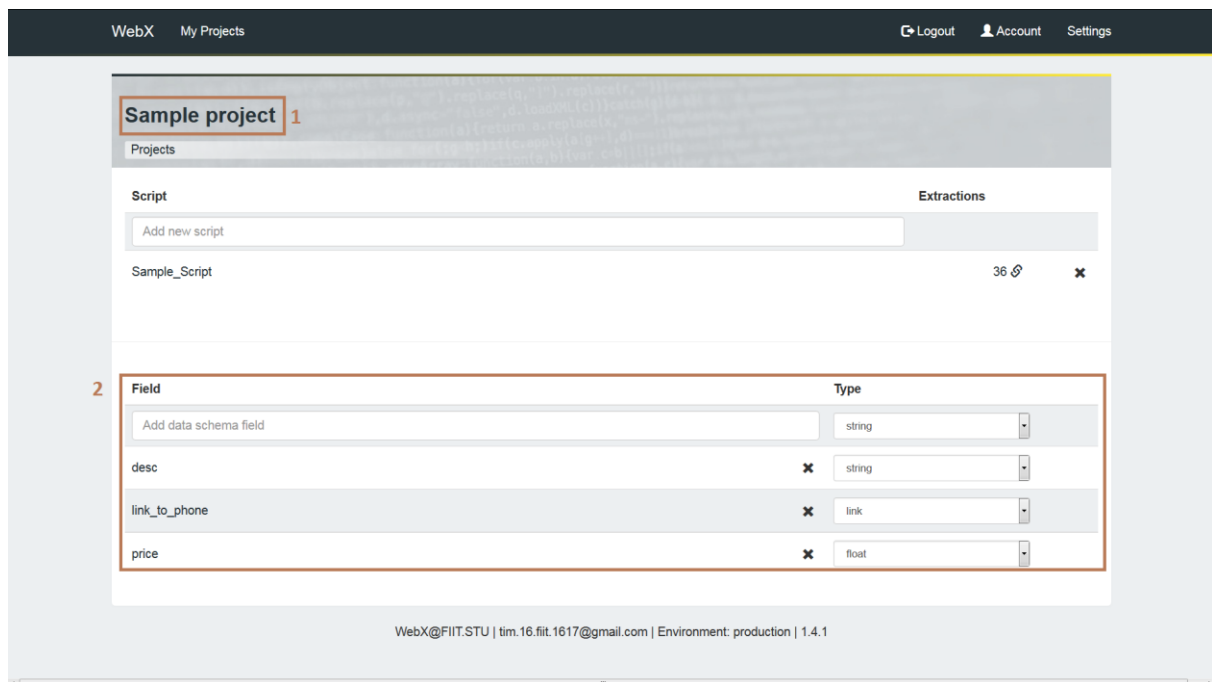 WebX My Projects Logout Account Settings
Sample project 1
Projects
Script Extractions
Add new script
Sample_Script 36
2 Field Type
Add data schema field string
desc string
link_to_phone link
price float
WebX@FIIT.STU | tim.16.fiit.1617@gmail.com | Environment: production | 1.4.1